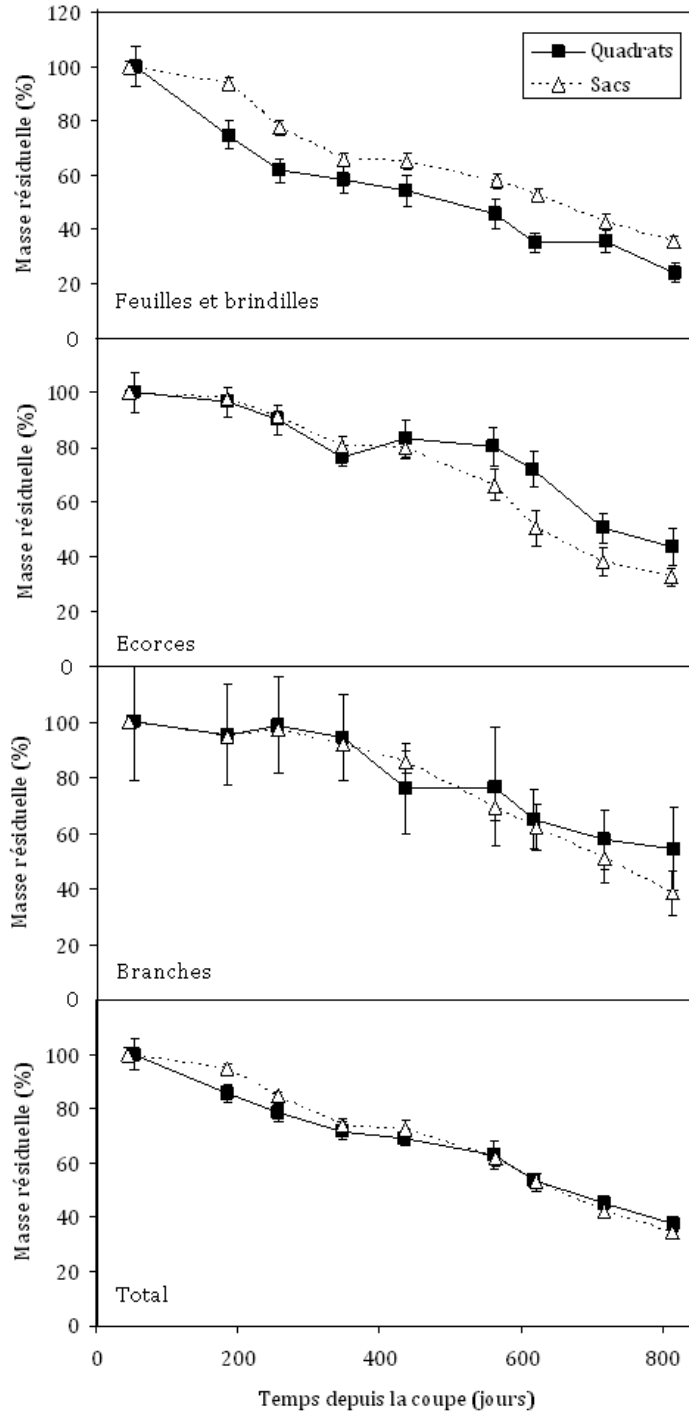 120
100
80
60
40
20
0
Masse résiduelle (%)
Quadrats
Sacs
Feuilles et brindilles
100
80
60
40
20
0
Masse résiduelle (%)
Ecorces
100
80
60
40
20
0
Masse résiduelle (%)
Branches
100
80
60
40
20
0
Masse résiduelle (%)
Total
0 200 400 600 800
Temps depuis la coupe (jours)